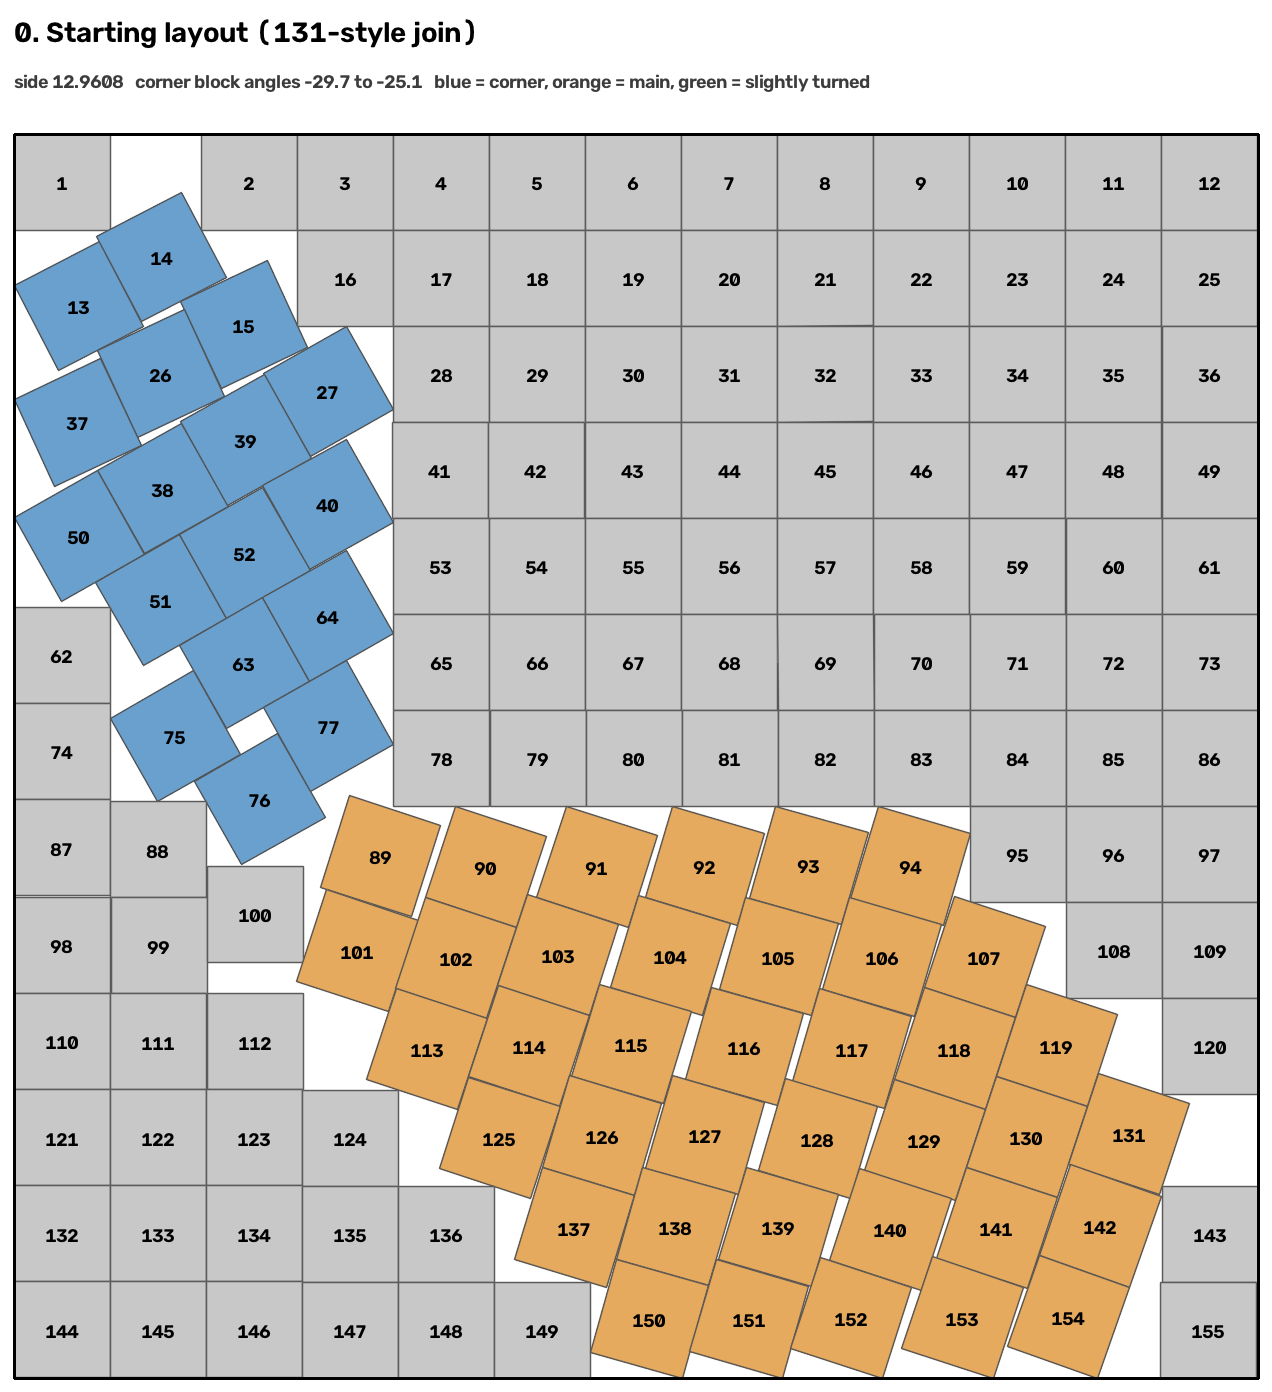 0. Starting layout (131-style join)
side 12.9608 corner block angles -29.7 to -25.1 blue = corner, orange = main, green = slightly turned
1 2 3 4 5 6 7 8 9 10 11 12
13 14 15 16 17 18 19 20 21 22 23 24 25
26 27 28 29 30 31 32 33 34 35 36
37 38 39 40 41 42 43 44 45 46 47 48 49
50 51 52 53 54 55 56 57 58 59 60 61
62 63 64 65 66 67 68 69 70 71 72 73
74 75 76 77 78 79 80 81 82 83 84 85 86
87 88 89 90 91 92 93 94 95 96 97
98 99 100 101 102 103 104 105 106 107 108 109
110 111 112 113 114 115 116 117 118 119 120
121 122 123 124 125 126 127 128 129 130 131
132 133 134 135 136 137 138 139 140 141 142 143
144 145 146 147 148 149 150 151 152 153 154 155